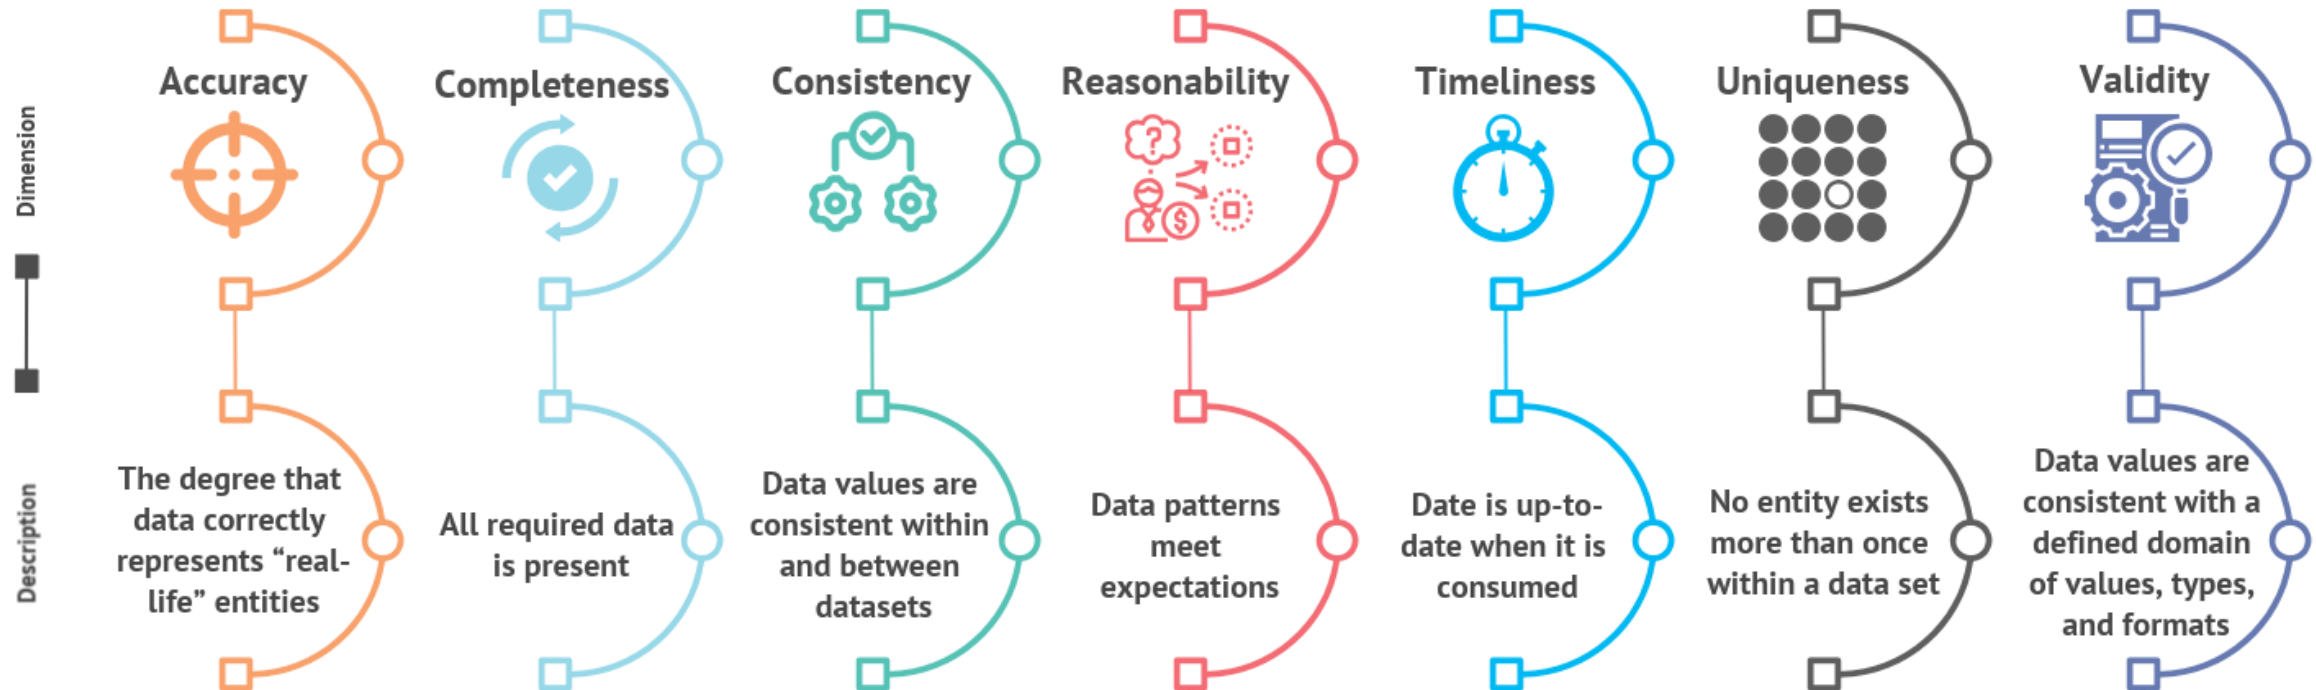 Dimension
Accuracy
Completeness
Consistency
Reasonability
Timeliness
Uniqueness
Validity
?
$
Description
The degree that
data correctly
represents “real-
life” entities
All required data
is present
Data values are
consistent within
and between
datasets
Data patterns
meet
expectations
Date is up-to-
date when it is
consumed
No entity exists
more than once
within a data set
Data values are
consistent with a
defined domain
of values, types,
and formats